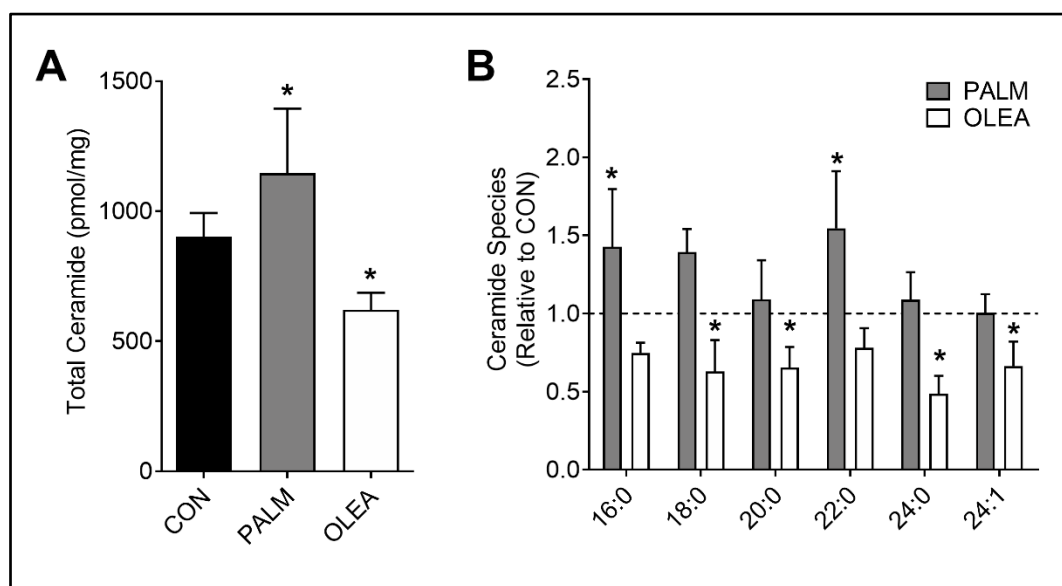 A
Total Ceramide (pmol/mg)
1500
1000
500
0
*
*
CON
PALM
OLEA
B
Ceramide Species
(Relative to CON)
2.5
2.0
1.5
1.0
0.5
0.0
PALM
OLEA
*
*
*
*
*
*
16:0
18:0
20:0
22:0
24:0
24:1